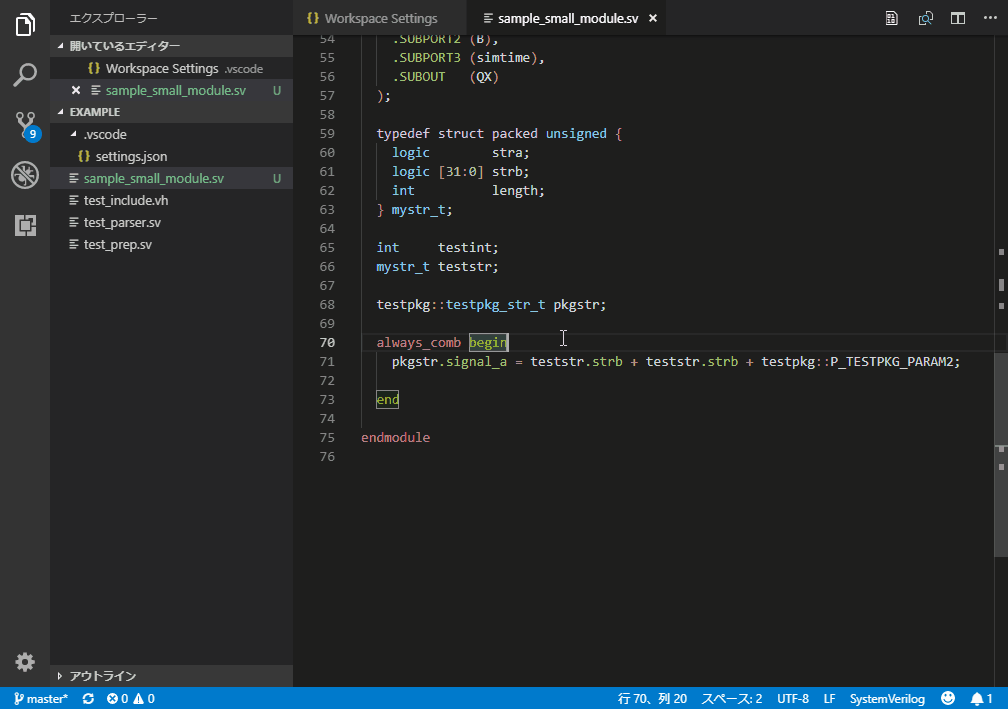 エクスプローラー
開いているエディター
{} Workspace Settings .vscode
× sample_small_module.sv U
EXAMPLE
.vscode
{} settings.json
sample_small_module.sv U
test_include.vh
test_parser.sv
test_prep.sv
アウトライン
9
{} Workspace Settings
sample_small_module.sv ×
54 .SUBPORT2 (B),
55 .SUBPORT3 (simtime),
56 .SUBOUT   (QX)
57 );
58
59 typedef struct packed unsigned {
60 logic        stra;
61 logic [31:0] strb;
62 int          length;
63 } mystr_t;
64
65 int     testint;
66 mystr_t teststr;
67
68 testpkg::testpkg_str_t pkgstr;
69
70 always_comb begin
71 pkgstr.signal_a = teststr.strb + teststr.strb + testpkg::P_TESTPKG_PARAM2;
72
73 end
74
75 endmodule
76
master* 0 0 行 70、列 20 スペース: 2 UTF-8 LF SystemVerilog 1